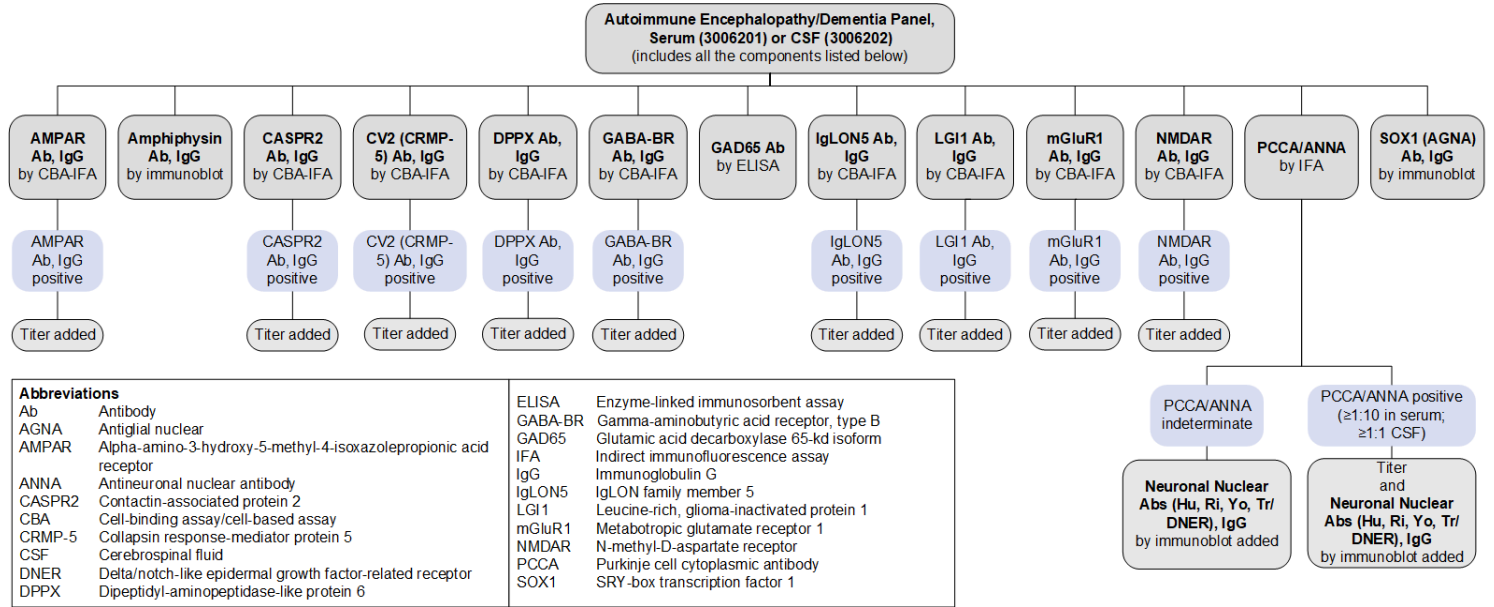 Autoimmune Encephalopathy/Dementia Panel,
Serum (3006201) or CSF (3006202)
(includes all the components listed below)
AMPAR
Ab, IgG
by CBA-IFA
Amphiphysin
Ab, IgG
by immunoblot
CASPR2
Ab, IgG
by CBA-IFA
CV2 (CRMP-
5) Ab, IgG
by CBA-IFA
DPPX Ab,
IgG
by CBA-IFA
GABA-BR
Ab, IgG
by CBA-IFA
GAD65 Ab
by ELISA
IgLON5 Ab,
IgG
by CBA-IFA
LGI1 Ab,
IgG
by CBA-IFA
mGluR1
Ab, IgG
by CBA-IFA
NMDAR
Ab, IgG
by CBA-IFA
PCCA/ANNA
by IFA
SOX1 (AGNA)
Ab, IgG
by immunoblot
AMPAR
Ab, IgG
positive
CASPR2
Ab, IgG
positive
CV2 (CRMP-
5) Ab, IgG
positive
DPPX Ab,
IgG
positive
GABA-BR
Ab, IgG
positive
IgLON5
Ab, IgG
positive
LGI1 Ab,
IgG
positive
mGluR1
Ab, IgG
positive
NMDAR
Ab, IgG
positive
Titer added
Titer added
Titer added
Titer added
Titer added
Titer added
Titer added
Titer added
Titer added
PCCA/ANNA
indeterminate
PCCA/ANNA positive
(≥1:10 in serum;
≥1:1 CSF)
Neuronal Nuclear
Abs (Hu, Ri, Yo, Tr/
DNER), IgG
by immunoblot added
Titer
and
Neuronal Nuclear
Abs (Hu, Ri, Yo, Tr/
DNER), IgG
by immunoblot added
Abbreviations
Ab Antibody
AGNA Antiglial nuclear
AMPAR Alpha-amino-3-hydroxy-5-methyl-4-isoxazolepropionic acid
receptor
ANNA Antineuronal nuclear antibody
CASPR2 Contactin-associated protein 2
CBA Cell-binding assay/cell-based assay
CRMP-5 Collapsin response-mediator protein 5
CSF Cerebrospinal fluid
DNER Delta/notch-like epidermal growth factor-related receptor
DPPX Dipeptidyl-aminopeptidase-like protein 6
ELISA Enzyme-linked immunosorbent assay
GABA-BR Gamma-aminobutyric acid receptor, type B
GAD65 Glutamic acid decarboxylase 65-kd isoform
IFA Indirect immunofluorescence assay
IgG Immunoglobulin G
IgLON5 IgLON family member 5
LGI1 Leucine-rich, glioma-inactivated protein 1
mGluR1 Metabotropic glutamate receptor 1
NMDAR N-methyl-D-aspartate receptor
PCCA Purkinje cell cytoplasmic antibody
SOX1 SRY-box transcription factor 1